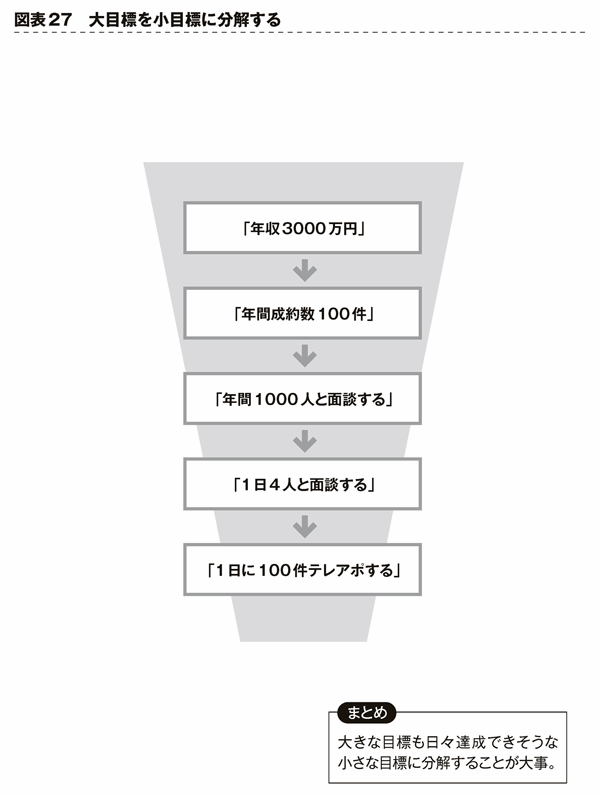 図表27　大目標を小目標に分解する
「年収3000万円」
「年間成約数100件」
「年間1000人と面談する」
「1日4人と面談する」
「1日に100件テレアポする」
まとめ
大きな目標も日々達成できそうな
小さな目標に分解することが大事。